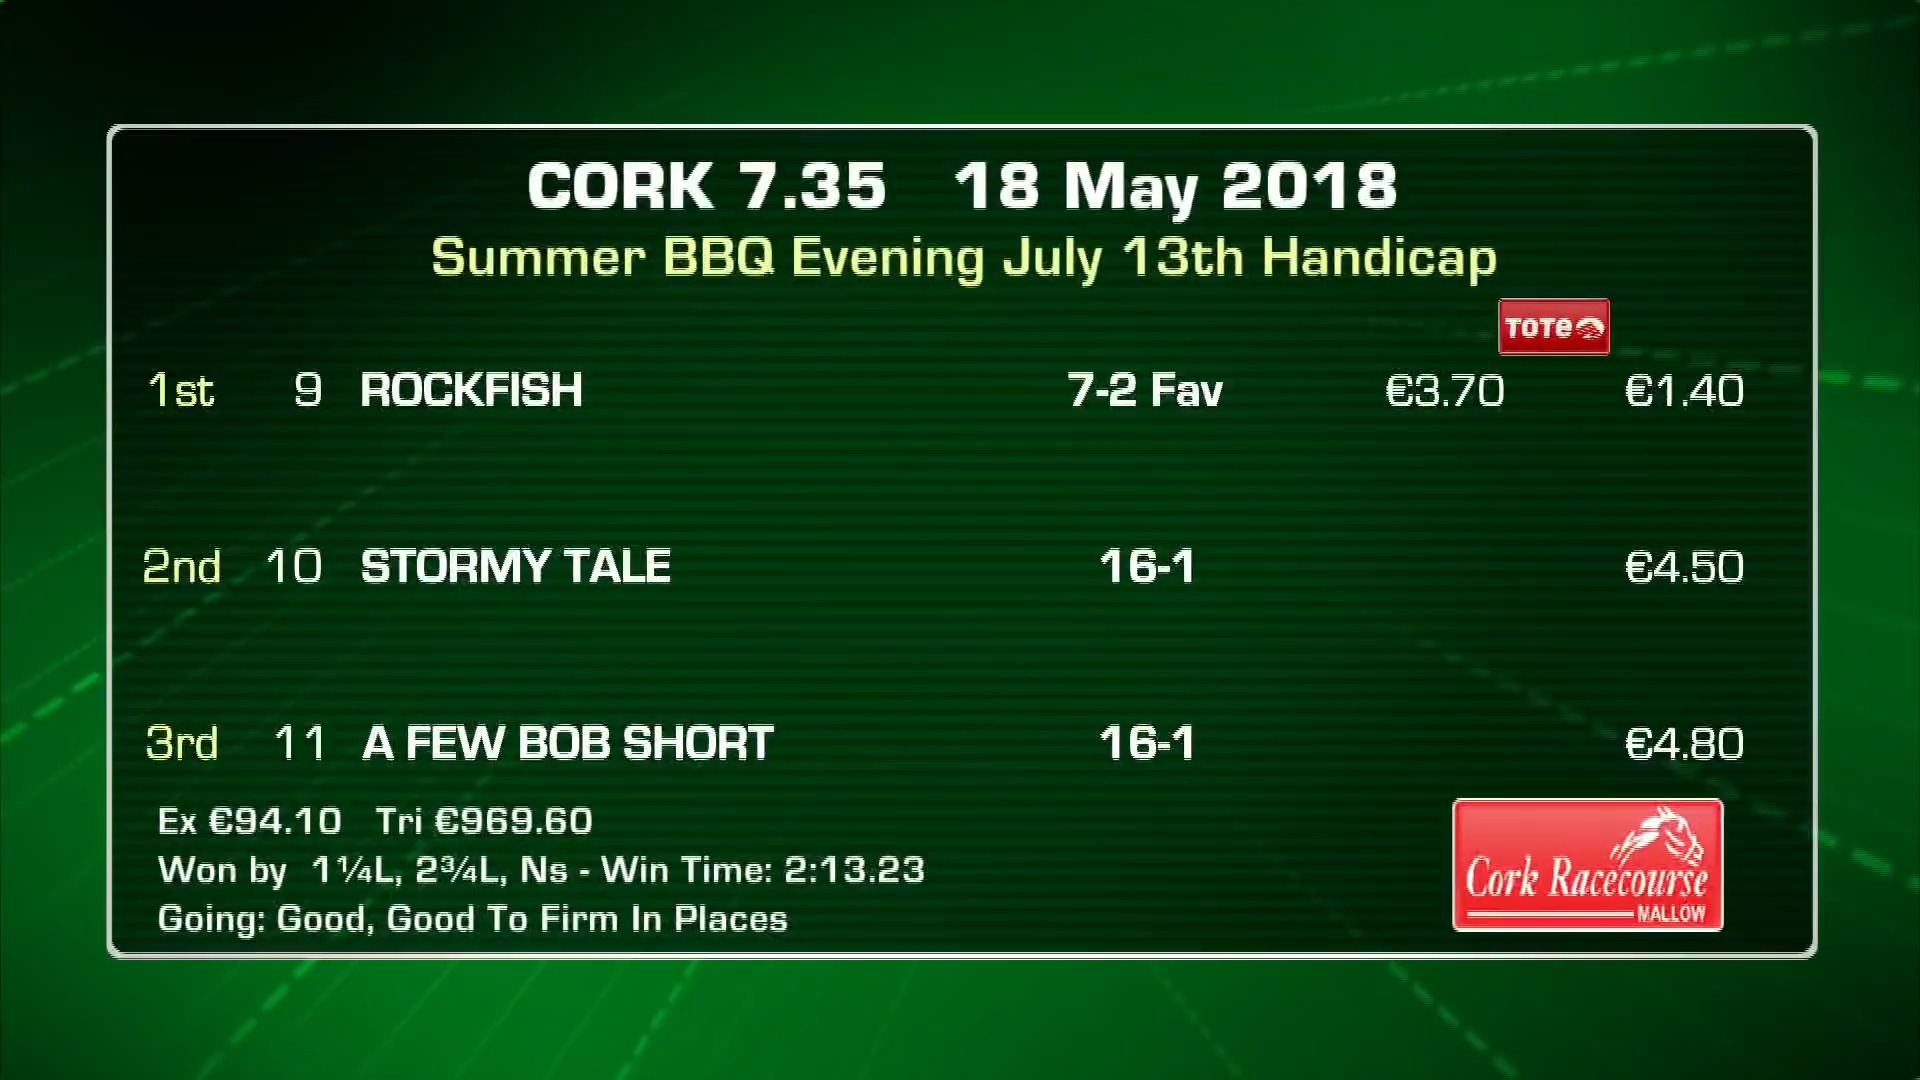 CORK 7.35 18 May 2018
Summer BBQ Evening July 13th Handicap
TOTE
1st 9 ROCKFISH 7-2 Fav €3.70 €1.40
2nd 10 STORMY TALE 16-1 €4.50
3rd 11 A FEW BOB SHORT 16-1 €4.80
Ex €94.10 Tri €969.60
Won by 1¼L, 2¾L, Ns - Win Time: 2:13.23
Going: Good, Good To Firm In Places
Cork Racecourse
MALLOW